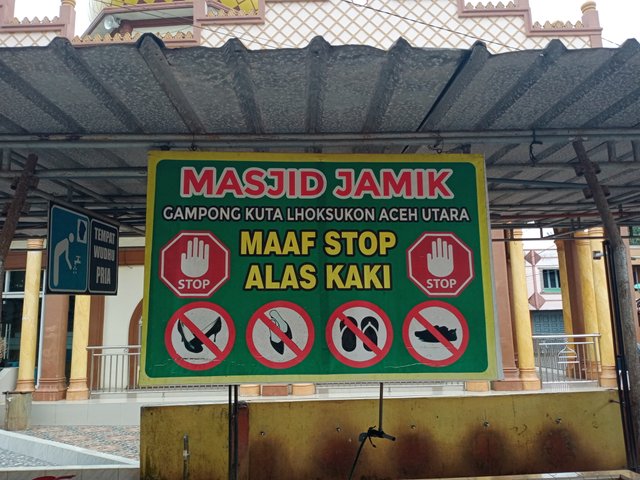 MASJID JAMIK
GAMPONG KUTA LHOKSUKON ACEH UTARA
MAAF STOP
ALAS KAKI
STOP
STOP
TEMPAT
WUDHU
PRIA